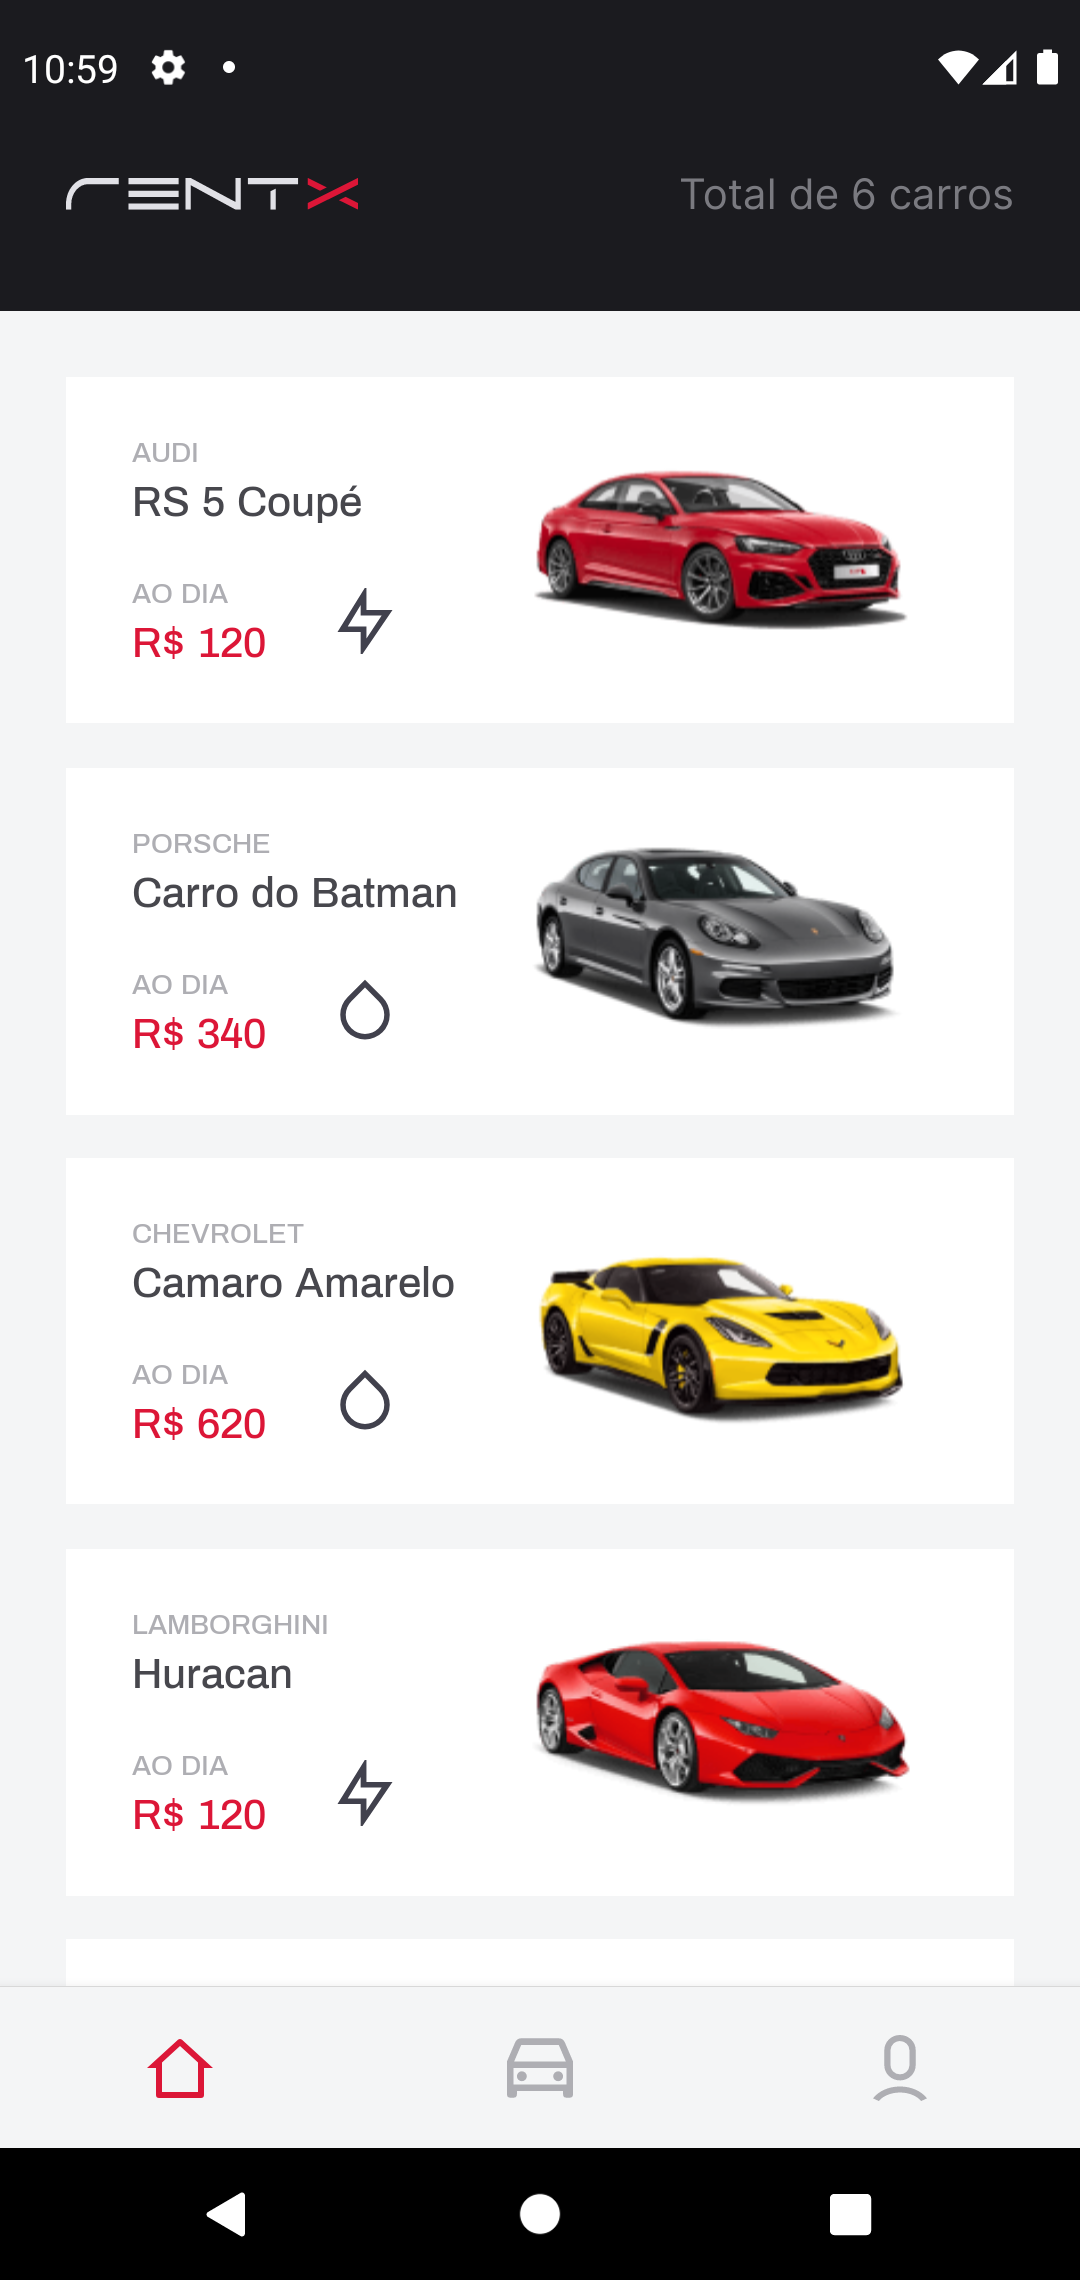 10:59
RENTX
Total de 6 carros
AUDI
RS 5 Coupé
AO DIA
R$ 120
PORSCHE
Carro do Batman
AO DIA
R$ 340
CHEVROLET
Camaro Amarelo
AO DIA
R$ 620
LAMBORGHINI
Huracan
AO DIA
R$ 120